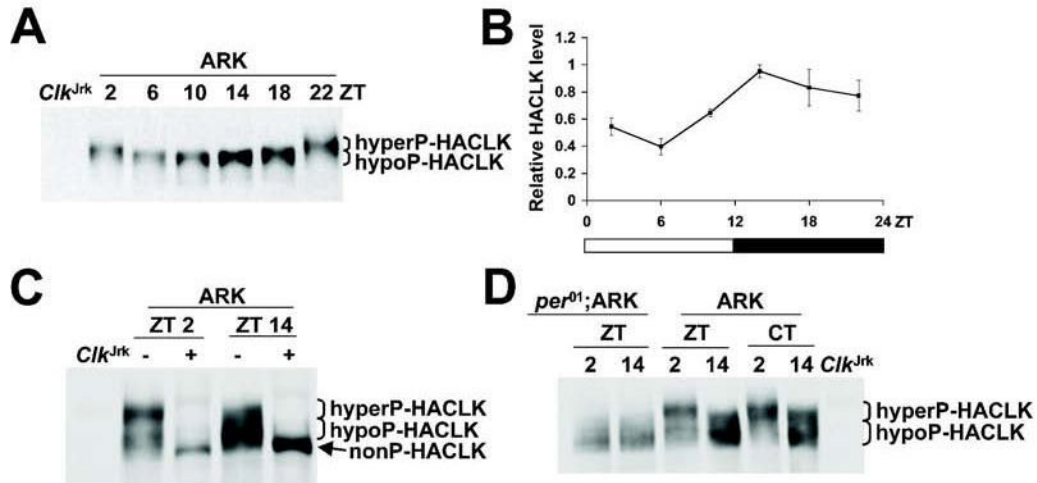 A
ARK
Clk^Jrk 2 6 10 14 18 22 ZT
hyperP-HACLK
hypoP-HACLK
B
Relative HACLK level
1.2
1
0.8
0.6
0.4
0.2
0
0 6 12 18 24 ZT
C
ARK
ZT 2 ZT 14
Clk^Jrk - + - +
hyperP-HACLK
hypoP-HACLK
nonP-HACLK
D
per^01;ARK ARK
ZT ZT CT
2 14 2 14 2 14 Clk^Jrk
hyperP-HACLK
hypoP-HACLK